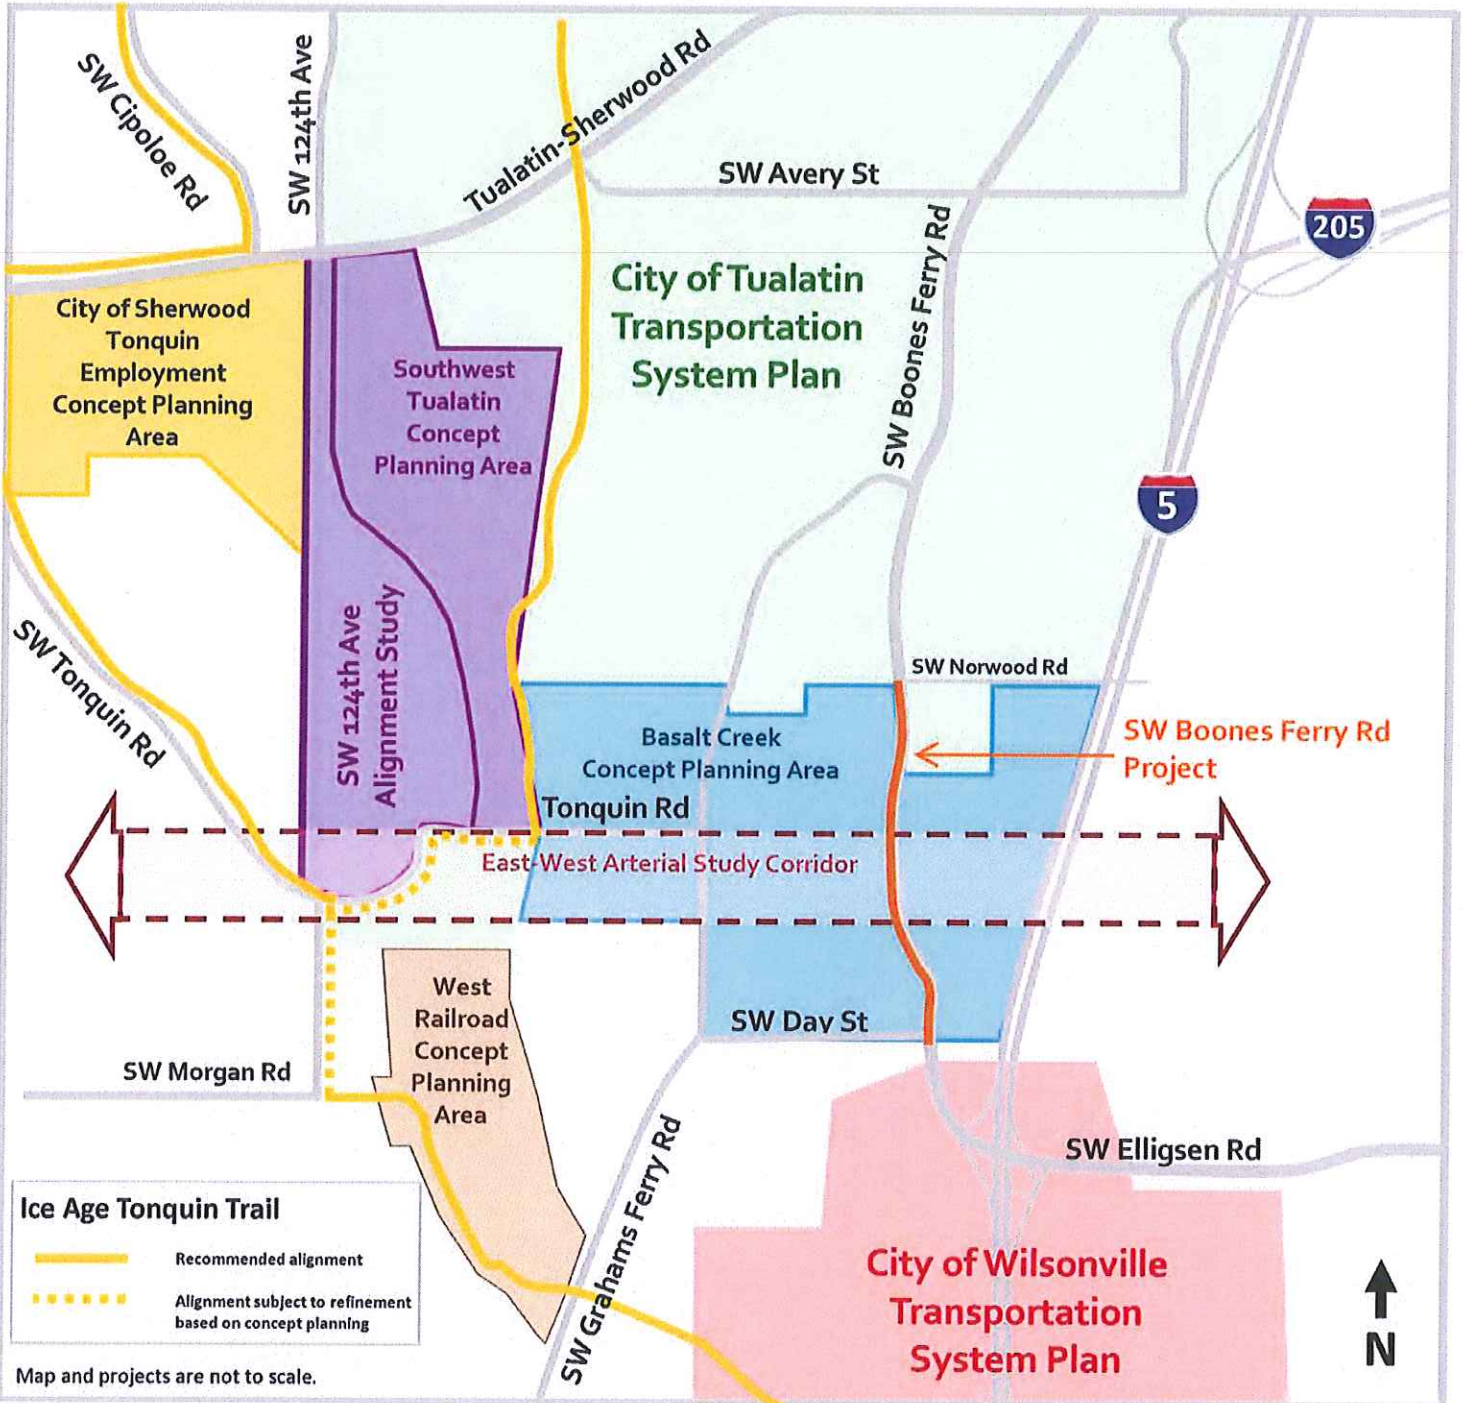 SW Cipoloe Rd
SW 124th Ave
Tualatin-Sherwood Rd
SW Avery St
SW Boones Ferry Rd
205
City of Tualatin
Transportation
System Plan
City of Sherwood
Tonquin
Employment
Concept Planning
Area
Southwest
Tualatin
Concept
Planning Area
5
SW 124th Ave
Alignment Study
SW Tonquin Rd
SW Norwood Rd
Basalt Creek
Concept Planning Area
SW Boones Ferry Rd
Project
Tonquin Rd
East-West Arterial Study Corridor
West
Railroad
Concept
Planning
Area
SW Day St
SW Morgan Rd
SW Elligsen Rd
SW Grahams Ferry Rd
Ice Age Tonquin Trail
Recommended alignment
Alignment subject to refinement
based on concept planning
City of Wilsonville
Transportation
System Plan
N
Map and projects are not to scale.